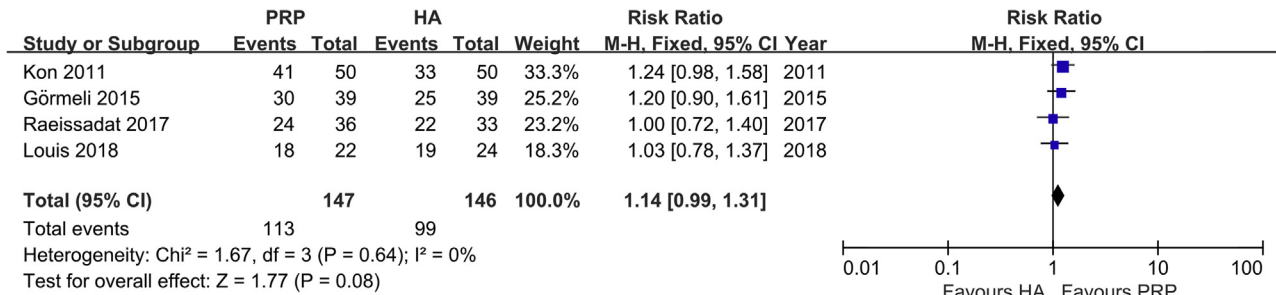 PRP HA Risk Ratio Risk Ratio
Study or Subgroup Events Total Events Total Weight M-H, Fixed, 95% CI Year M-H, Fixed, 95% CI
Kon 2011 41 50 33 50 33.3% 1.24 [0.98, 1.58] 2011
Görmeli 2015 30 39 25 39 25.2% 1.20 [0.90, 1.61] 2015
Raeissadat 2017 24 36 22 33 23.2% 1.00 [0.72, 1.40] 2017
Louis 2018 18 22 19 24 18.3% 1.03 [0.78, 1.37] 2018
Total (95% CI) 147 146 100.0% 1.14 [0.99, 1.31]
Total events 113 99
Heterogeneity: Chi² = 1.67, df = 3 (P = 0.64); I² = 0%
Test for overall effect: Z = 1.77 (P = 0.08)
0.01 0.1 1 10 100
Favours HA Favours PRP